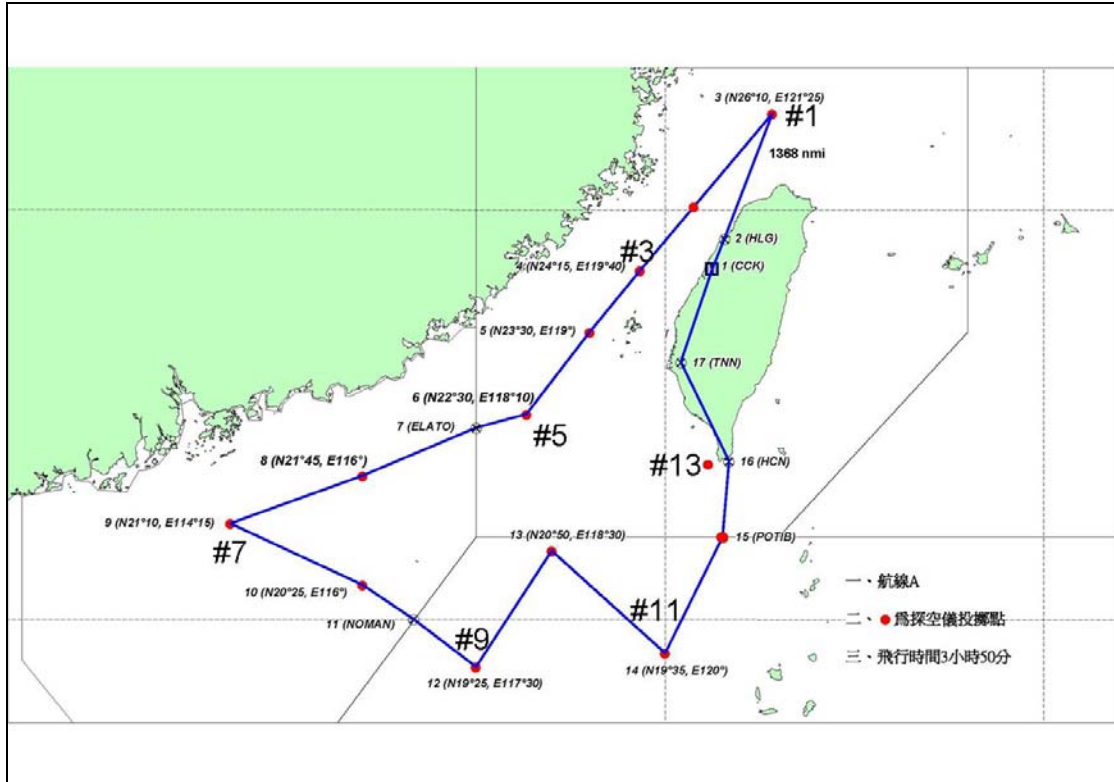 3 (N26°10, E121°25)
#1
1368 nmi
2 (HLG)
#3
4 (N24°15, E119°40)
1 (CCK)
5 (N23°30, E119°)
17 (TNN)
6 (N22°30, E118°10)
7 (ELATO)
#5
8 (N21°45, E116°)
#13
16 (HCN)
9 (N21°10, E114°15)
#7
13 (N20°50, E118°30)
15 (POTIB)
10 (N20°25, E116°)
一、航線A
11 (NOMAN)
#9
#11
二、●為探空儀投擲點
14 (N19°35, E120°)
三、飛行時間3小時50分
12 (N19°25, E117°30)